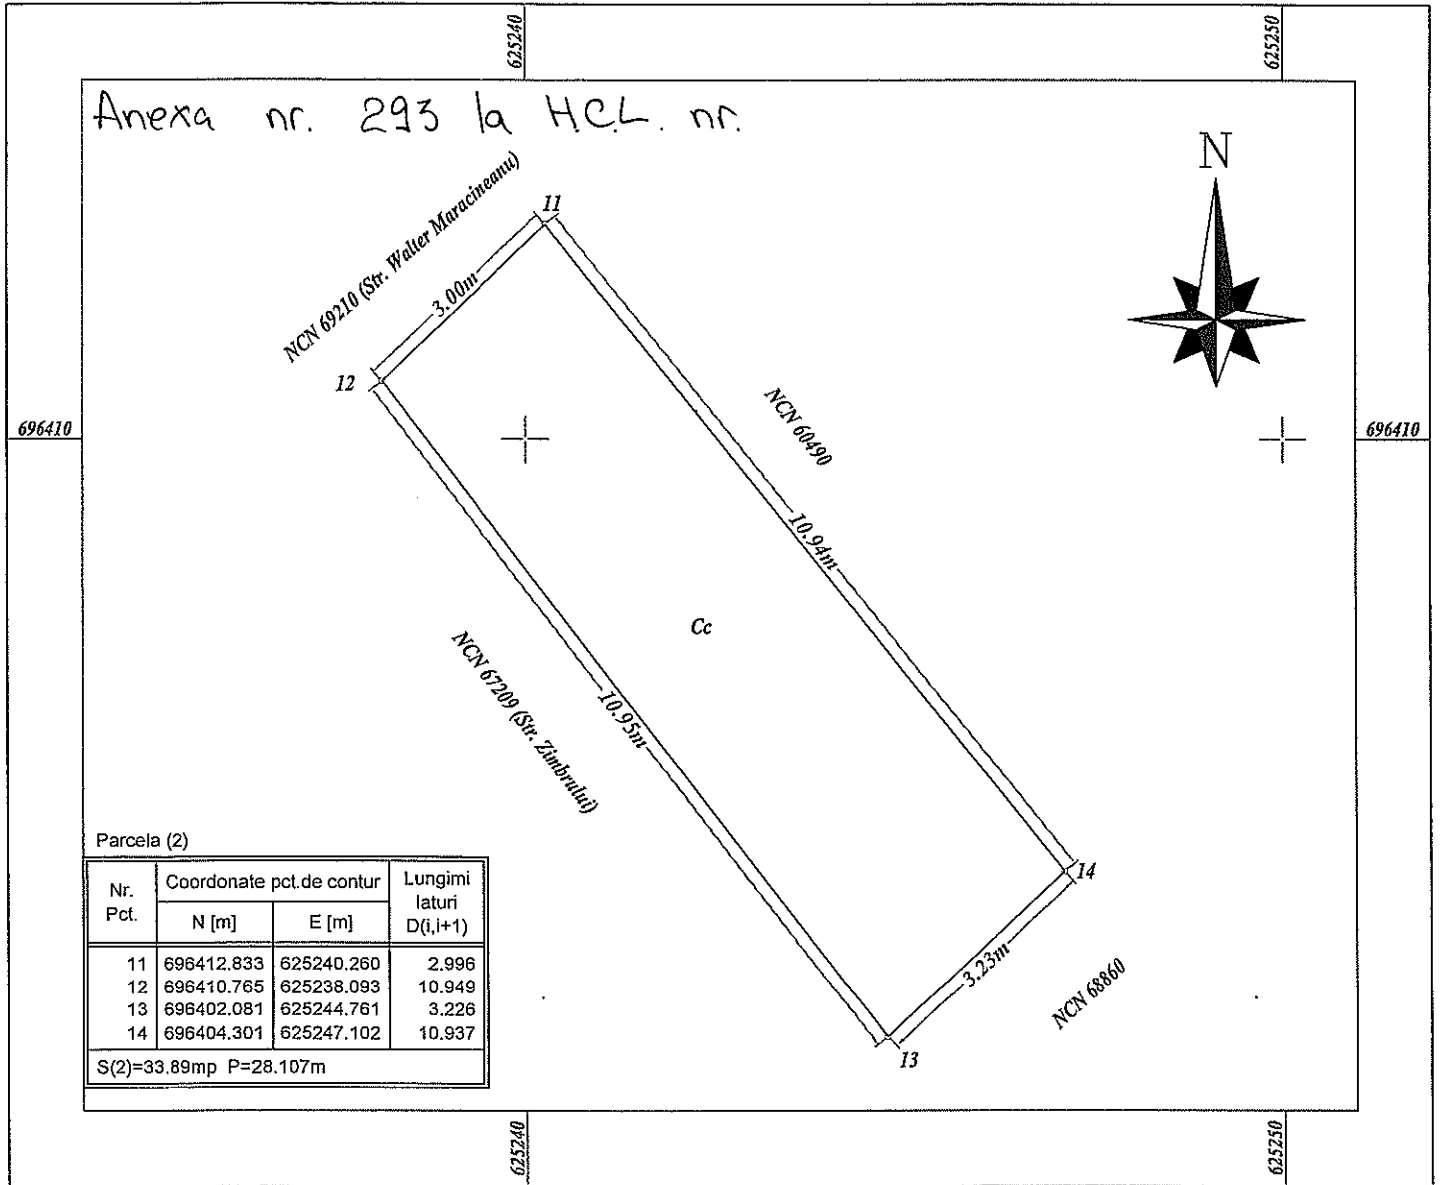 625240
625250
Anexa nr. 293 la H.C.L. nr.
N
NCN 69210 (Str. Walter Maracineanu)
11
3.00m
12
696410
696410
NCN 60490
10.94m
Cc
NCN 67209 (Str. Zimbrului)
10.95m
14
3.23m
NCN 68860
13
Parcela (2)
Nr. Pct. Coordonate pct.de contur Lungimi laturi D(i,i+1)
N [m] E [m]
11 696412.833 625240.260 2.996
12 696410.765 625238.093 10.949
13 696402.081 625244.761 3.226
14 696404.301 625247.102 10.937
S(2)=33.89mp P=28.107m
625240
625250